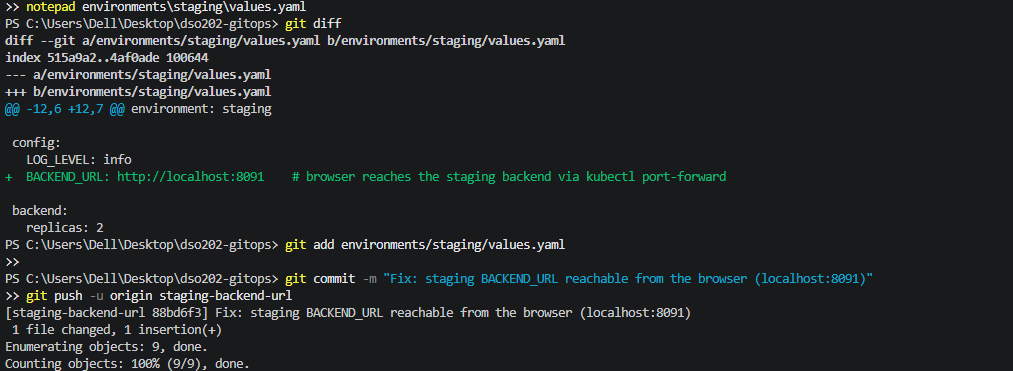 >> notepad environments\staging\values.yaml
PS C:\Users\Dell\Desktop\dso202-gitops> git diff
diff --git a/environments/staging/values.yaml b/environments/staging/values.yaml
index 515a9a2..4af0ade 100644
--- a/environments/staging/values.yaml
+++ b/environments/staging/values.yaml
@@ -12,6 +12,7 @@ environment: staging
 config:
   LOG_LEVEL: info
+  BACKEND_URL: http://localhost:8091    # browser reaches the staging backend via kubectl port-forward
 backend:
   replicas: 2
PS C:\Users\Dell\Desktop\dso202-gitops> git add environments/staging/values.yaml
>>
PS C:\Users\Dell\Desktop\dso202-gitops> git commit -m "Fix: staging BACKEND_URL reachable from the browser (localhost:8091)"
>> git push -u origin staging-backend-url
[staging-backend-url 88bd6f3] Fix: staging BACKEND_URL reachable from the browser (localhost:8091)
 1 file changed, 1 insertion(+)
Enumerating objects: 9, done.
Counting objects: 100% (9/9), done.